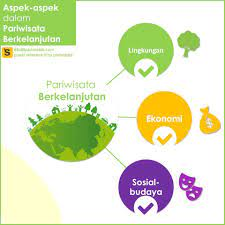 Aspek-aspek
dalam
Pariwisata
Berkelanjutan
Lingkungan
Pariwisata
Berkelanjutan
Ekonomi
$
Sosial-
budaya